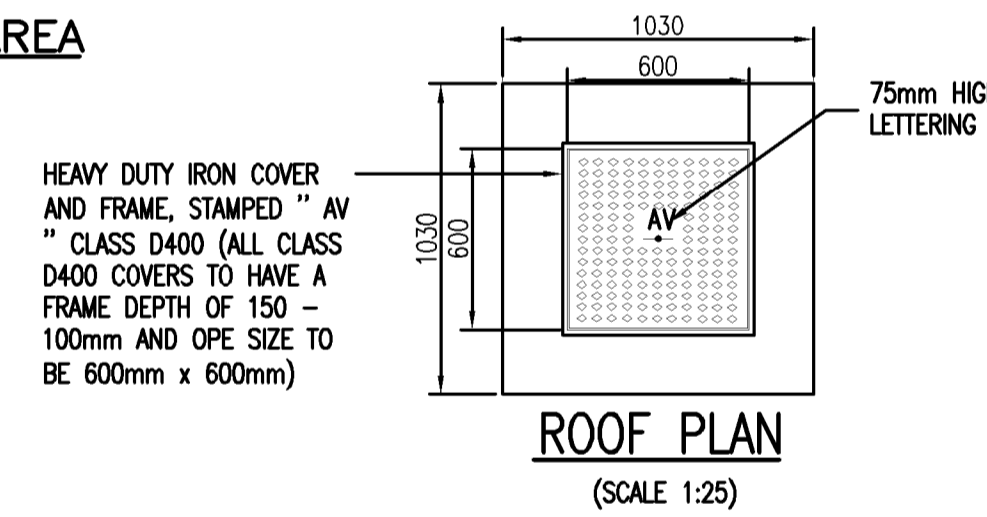 1030
600
75mm
LETTERING
HEAVY DUTY IRON COVER
AND FRAME, STAMPED " AV
" CLASS D400 (ALL CLASS
D400 COVERS TO HAVE A
FRAME DEPTH OF 150 –
100mm AND OPE SIZE TO
BE 600mm x 600mm)
1030
600
AV
ROOF PLAN
(SCALE 1:25)